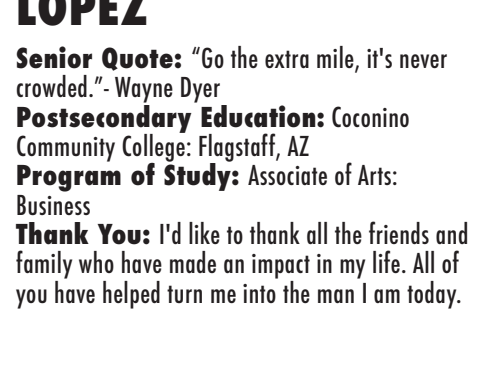 LOPEZ
Senior Quote: “Go the extra mile, it's never
crowded.”- Wayne Dyer
Postsecondary Education: Coconino
Community College: Flagstaff, AZ
Program of Study: Associate of Arts:
Business
Thank You: I'd like to thank all the friends and
family who have made an impact in my life. All of
you have helped turn me into the man I am today.